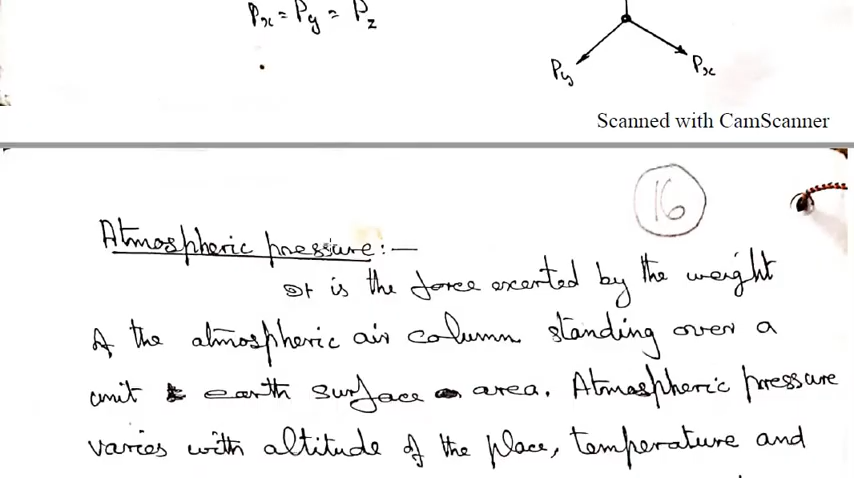 Px = Py = Pz
Py
Px
Scanned with CamScanner
16
Atmospheric pressure :—
It is the force exerted by the weight
of the atmospheric air column standing over a
unit earth surface area. Atmospheric pressure
varies with altitude of the place, temperature and